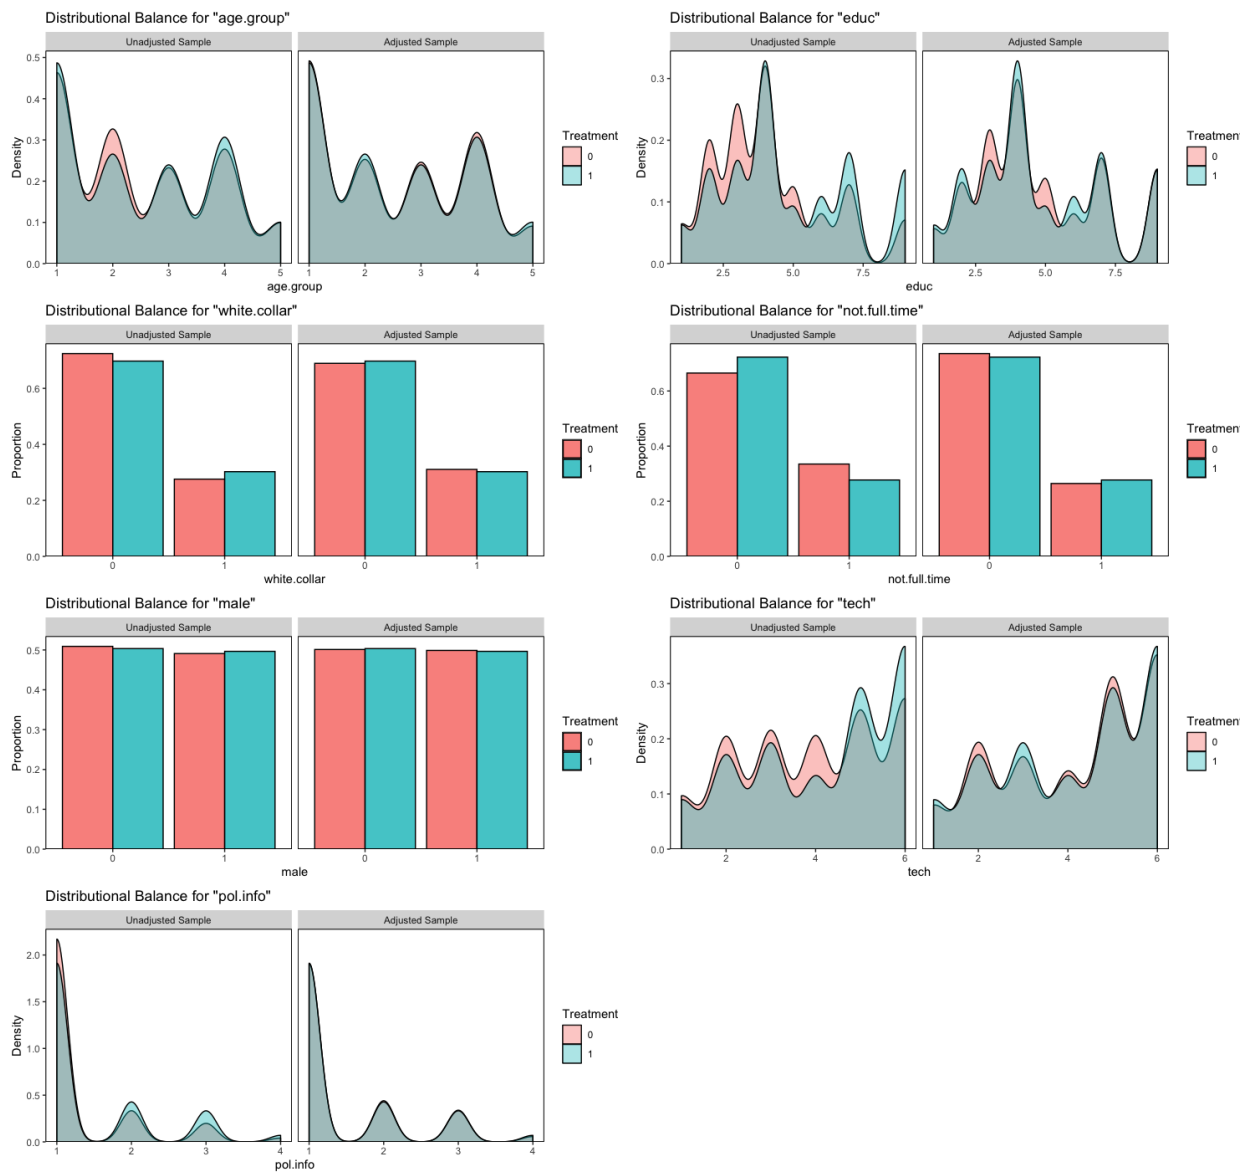 Distributional Balance for "age.group"
Unadjusted Sample Adjusted Sample
0.5
0.4
0.3
0.2
0.1
0.0
Density
1 2 3 4 5 1 2 3 4 5
age.group
Treatment
0
1
Distributional Balance for "educ"
Unadjusted Sample Adjusted Sample
0.3
0.2
0.1
0.0
Density
2.5 5.0 7.5 2.5 5.0 7.5
educ
Treatment
0
1
Distributional Balance for "white.collar"
Unadjusted Sample Adjusted Sample
0.6
0.4
0.2
0.0
Proportion
0 1 0 1
white.collar
Treatment
0
1
Distributional Balance for "not.full.time"
Unadjusted Sample Adjusted Sample
0.6
0.4
0.2
0.0
Proportion
0 1 0 1
not.full.time
Treatment
0
1
Distributional Balance for "male"
Unadjusted Sample Adjusted Sample
0.5
0.4
0.3
0.2
0.1
0.0
Proportion
0 1 0 1
male
Treatment
0
1
Distributional Balance for "tech"
Unadjusted Sample Adjusted Sample
0.3
0.2
0.1
0.0
Density
2 4 6 2 4 6
tech
Treatment
0
1
Distributional Balance for "pol.info"
Unadjusted Sample Adjusted Sample
2.0
1.5
1.0
0.5
0.0
Density
1 2 3 4 1 2 3 4
pol.info
Treatment
0
1